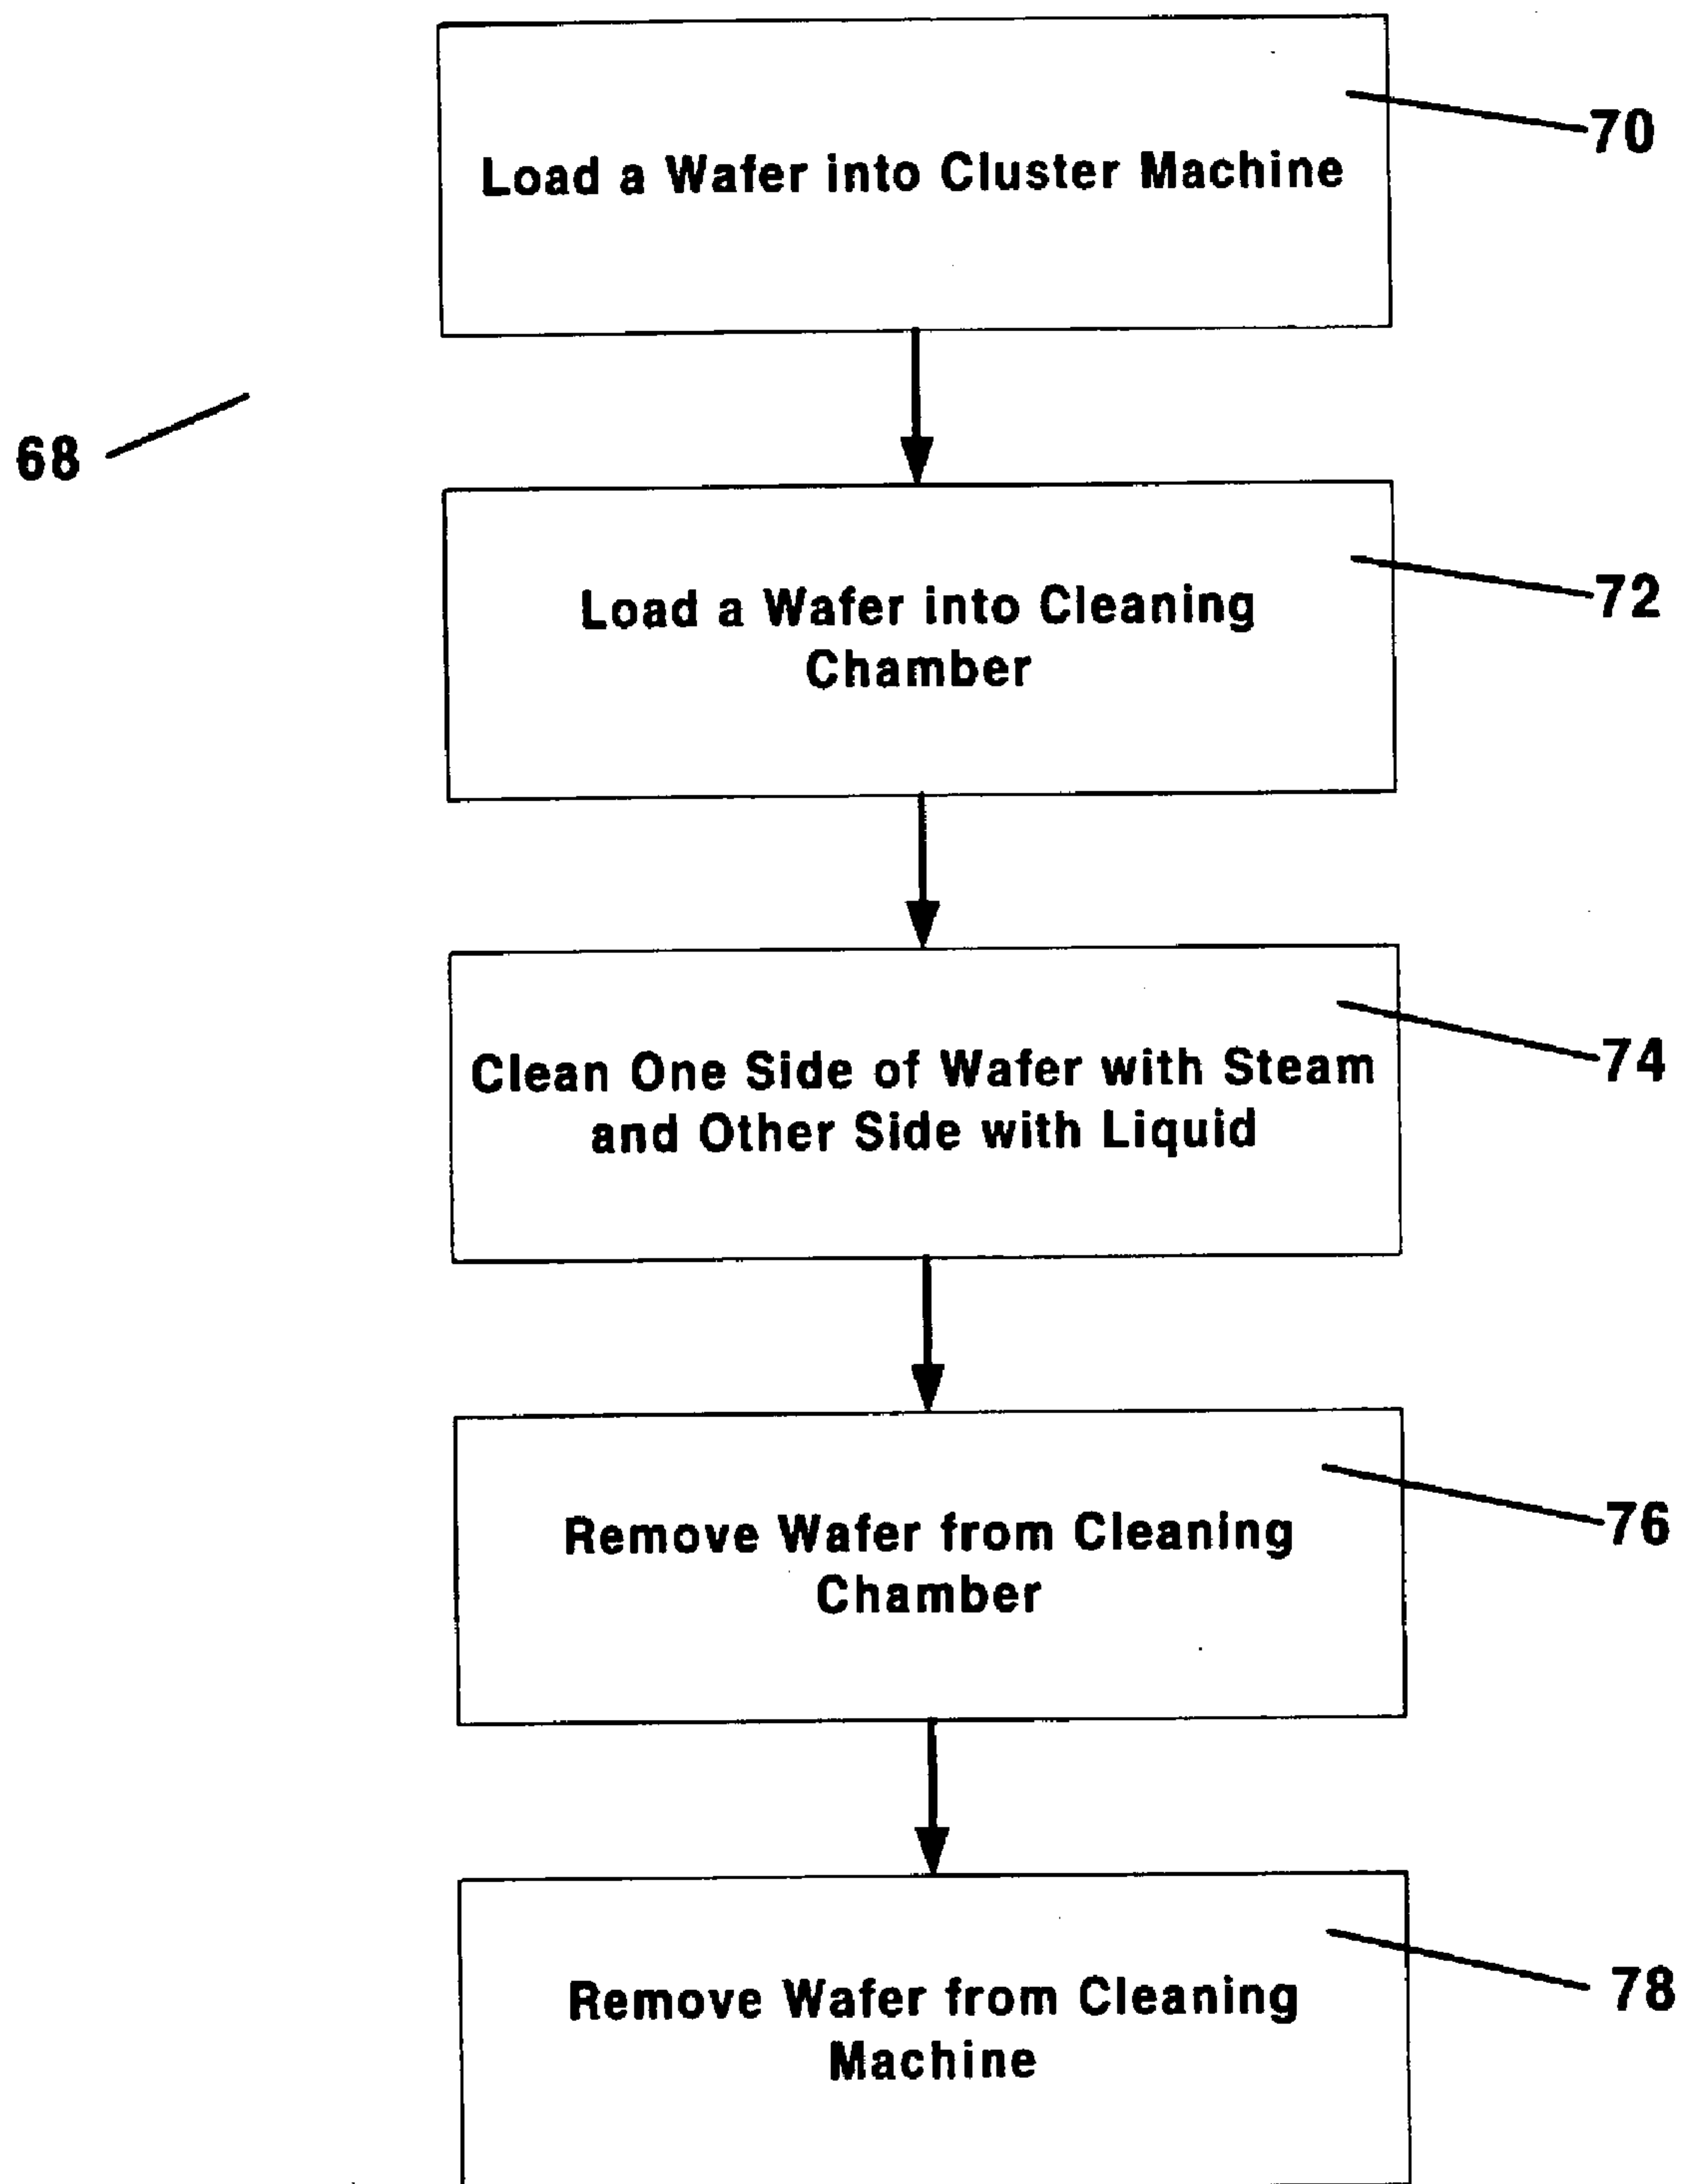 Load a Wafer into Cluster Machine
70
68
Load a Wafer into Cleaning
Chamber
72
Clean One Side of Wafer with Steam
and Other Side with Liquid
74
Remove Wafer from Cleaning
Chamber
76
Remove Wafer from Cleaning
Machine
78